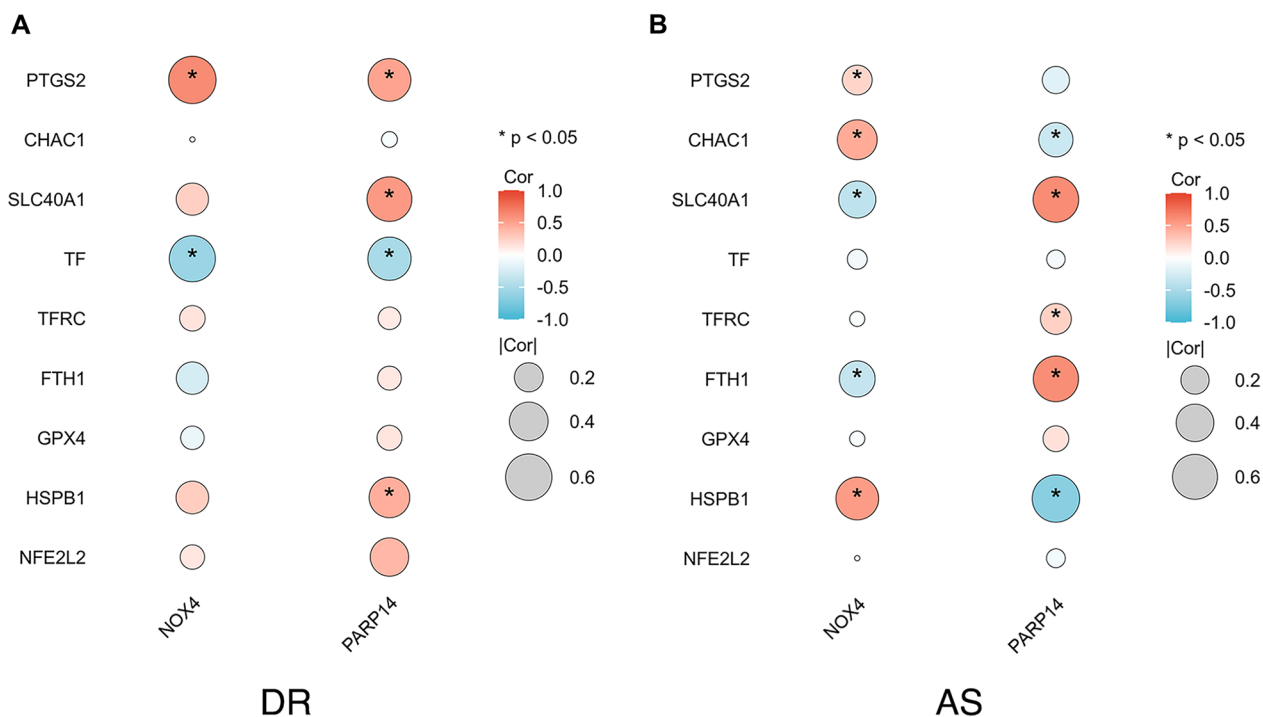 A
PTGS2
CHAC1
SLC40A1
TF
TFRC
FTH1
GPX4
HSPB1
NFE2L2
* *
*
* *
*
NOX4
PARP14
* p < 0.05
Cor
1.0
0.5
0.0
-0.5
-1.0
|Cor|
0.2
0.4
0.6
DR
B
PTGS2
CHAC1
SLC40A1
TF
TFRC
FTH1
GPX4
HSPB1
NFE2L2
*
* *
* *
*
* *
* *
NOX4
PARP14
* p < 0.05
Cor
1.0
0.5
0.0
-0.5
-1.0
|Cor|
0.2
0.4
0.6
AS